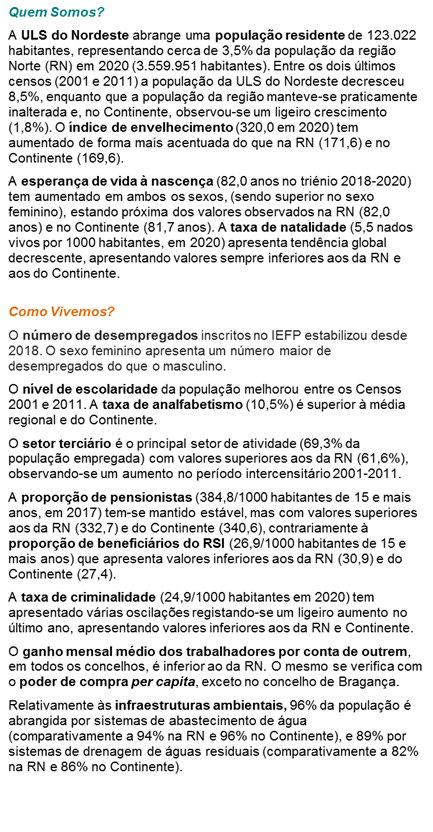 Quem Somos?
A ULS do Nordeste abrange uma população residente de 123.022
habitantes, representando cerca de 3,5% da população da região
Norte (RN) em 2020 (3.559.951 habitantes). Entre os dois últimos
censos (2001 e 2011) a população da ULS do Nordeste decresceu
8,5%, enquanto que a população da região manteve-se praticamente
inalterada e, no Continente, observou-se um ligeiro crescimento
(1,8%). O índice de envelhecimento (320,0 em 2020) tem
aumentado de forma mais acentuada do que na RN (171,6) e no
Continente (169,6).
A esperança de vida à nascença (82,0 anos no triénio 2018-2020)
tem aumentado em ambos os sexos, (sendo superior no sexo
feminino), estando próxima dos valores observados na RN (82,0
anos) e no Continente (81,7 anos). A taxa de natalidade (5,5 nados
vivos por 1000 habitantes, em 2020) apresenta tendência global
decrescente, apresentando valores sempre inferiores aos da RN e
aos do Continente.
Como Vivemos?
O número de desempregados inscritos no IEFP estabilizou desde
2018. O sexo feminino apresenta um número maior de
desempregados do que o masculino.
O nível de escolaridade da população melhorou entre os Censos
2001 e 2011. A taxa de analfabetismo (10,5%) é superior à média
regional e do Continente.
O setor terciário é o principal setor de atividade (69,3% da
população empregada) com valores superiores aos da RN (61,6%),
observando-se um aumento no período intercensitário 2001-2011.
A proporção de pensionistas (384,8/1000 habitantes de 15 e mais
anos, em 2017) tem-se mantido estável, mas com valores superiores
aos da RN (332,7) e do Continente (340,6), contrariamente à
proporção de beneficiários do RSI (26,9/1000 habitantes de 15 e
mais anos) que apresenta valores inferiores aos da RN (30,9) e do
Continente (27,4).
A taxa de criminalidade (24,9/1000 habitantes em 2020) tem
apresentado várias oscilações registando-se um ligeiro aumento no
último ano, apresentando valores inferiores aos da RN e Continente.
O ganho mensal médio dos trabalhadores por conta de outrem,
em todos os concelhos, é inferior ao da RN. O mesmo se verifica com
o poder de compra per capita, exceto no concelho de Bragança.
Relativamente às infraestruturas ambientais, 96% da população é
abrangida por sistemas de abastecimento de água
(comparativamente a 94% na RN e 96% no Continente), e 89% por
sistemas de drenagem de águas residuais (comparativamente a 82%
na RN e 86% no Continente).